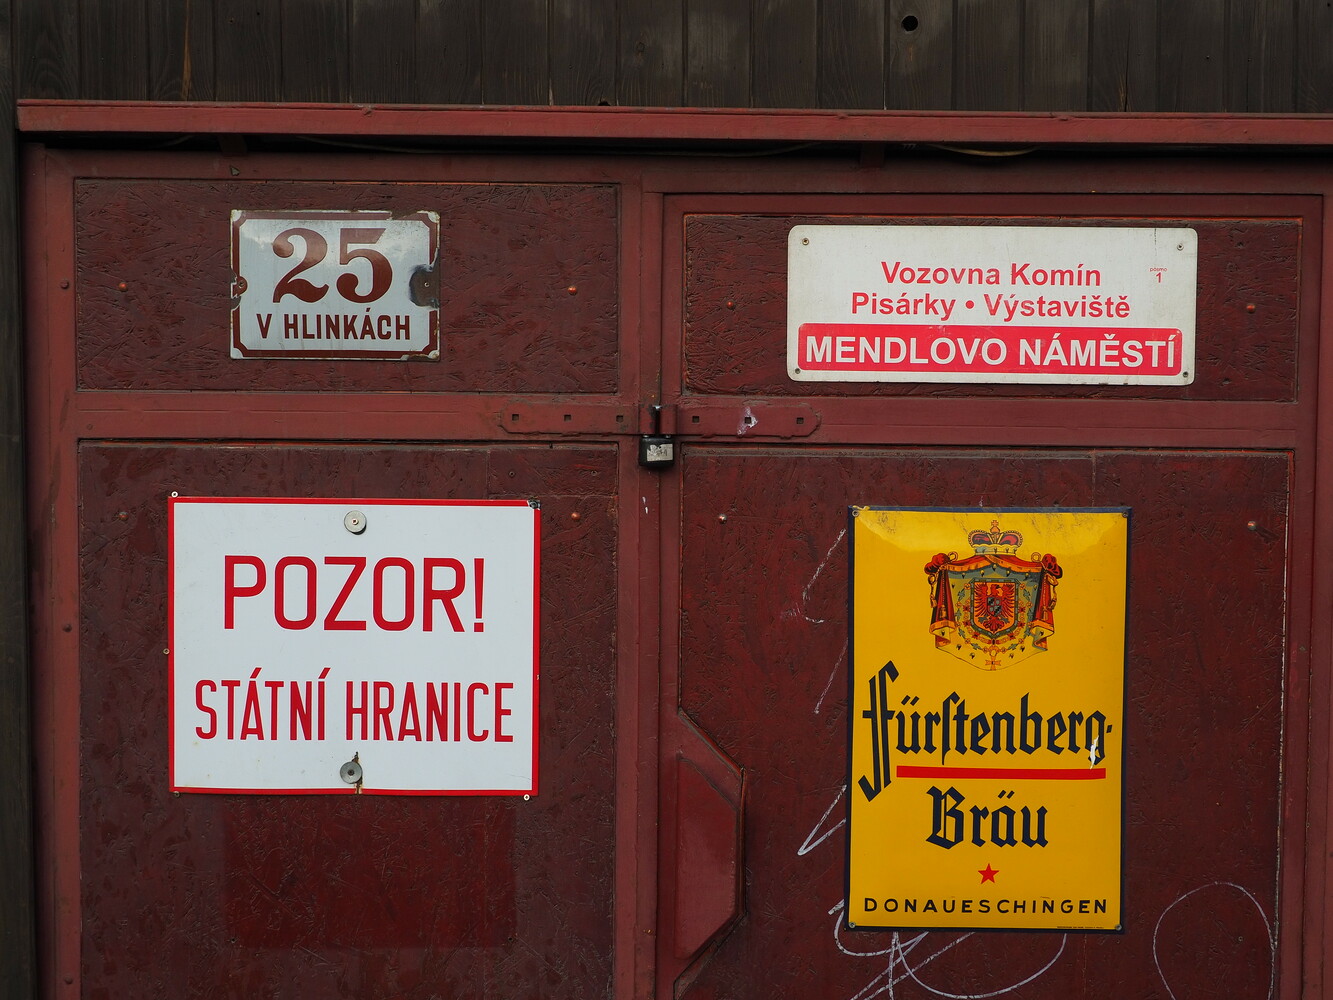 25
V HLINKÁCH
Vozovna Komín
Pisárky • Výstaviště
pásmo
1
MENDLOVO NÁMĚSTÍ
POZOR!
STÁTNÍ HRANICE
Fürstenberg-
Bräu
DONAUESCHINGEN